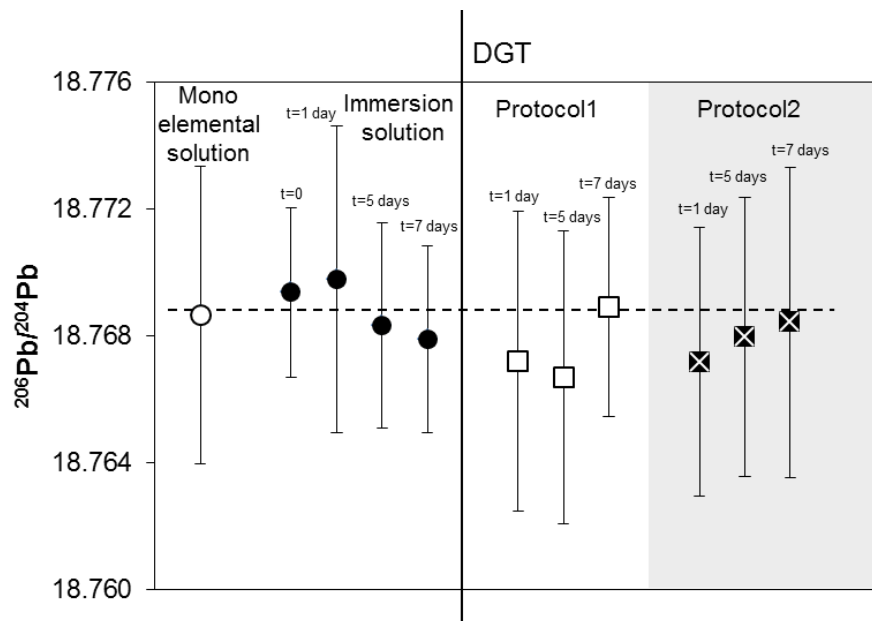 DGT
18.776
18.772
18.768
18.764
18.760
²⁰⁶Pb/²⁰⁴Pb
Mono
elemental
solution
t=0
t=1 day
Immersion
solution
t=5 days
t=7 days
Protocol1
t=1 day
t=5 days
t=7 days
Protocol2
t=1 day
t=5 days
t=7 days